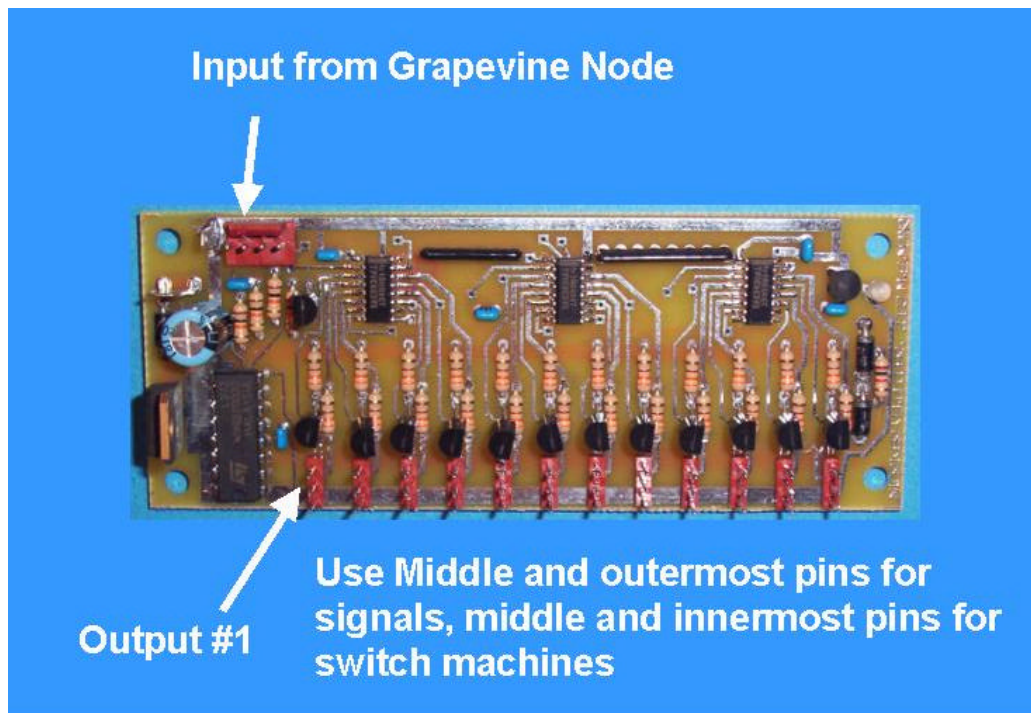 Input from Grapevine Node
Output #1
Use Middle and outermost pins for
signals, middle and innermost pins for
switch machines